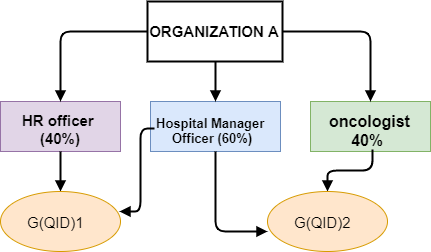 ORGANIZATION A
HR officer
(40%)
Hospital Manager
Officer (60%)
oncologist
40%
G(QID)1
G(QID)2